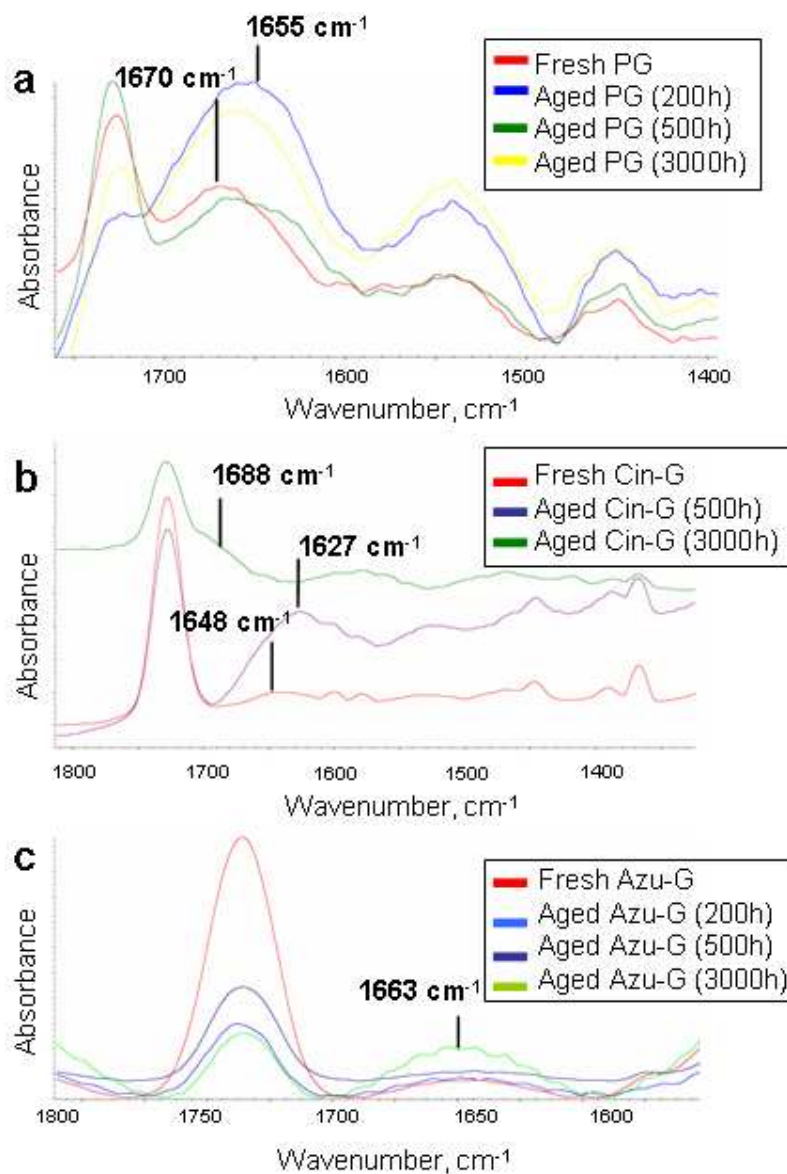 1655 cm-1
1670 cm-1
a
Fresh PG
Aged PG (200h)
Aged PG (500h)
Aged PG (3000h)
Absorbance
1700 1600 1500 1400
Wavenumber, cm-1
b
1688 cm-1
Fresh Cin-G
Aged Cin-G (500h)
Aged Cin-G (3000h)
1627 cm-1
1648 cm-1
Absorbance
1800 1700 1600 1500 1400
Wavenumber, cm-1
c
Fresh Azu-G
Aged Azu-G (200h)
Aged Azu-G (500h)
Aged Azu-G (3000h)
1663 cm-1
Absorbance
1800 1750 1700 1650 1600
Wavenumber, cm-1